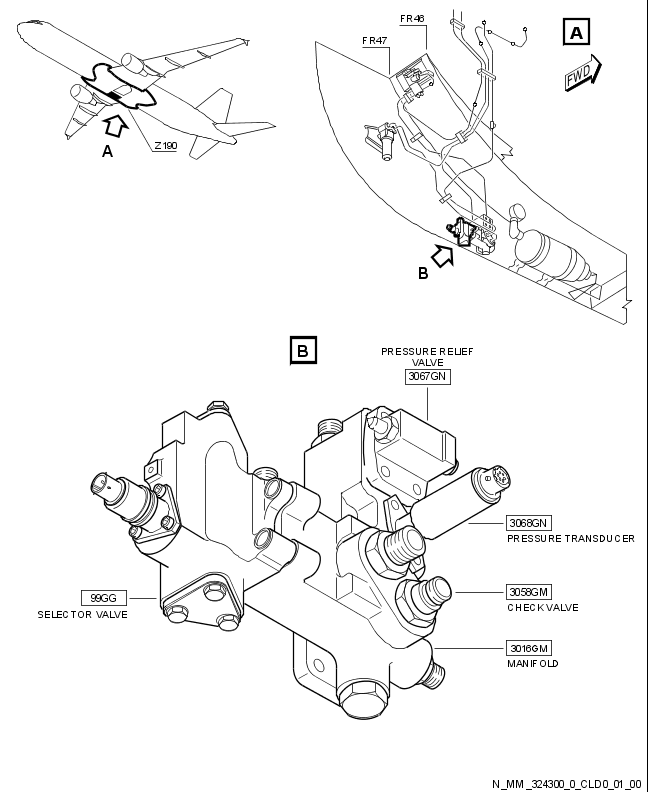 FR46
FR47
A
FWD
A
Z190
B
B
PRESSURE RELIEF
VALVE
3067GN
3068GN
PRESSURE TRANSDUCER
99GG
SELECTOR VALVE
3058GM
CHECK VALVE
3016GM
MANIFOLD
N_MM_324300_0_CLD0_01_00